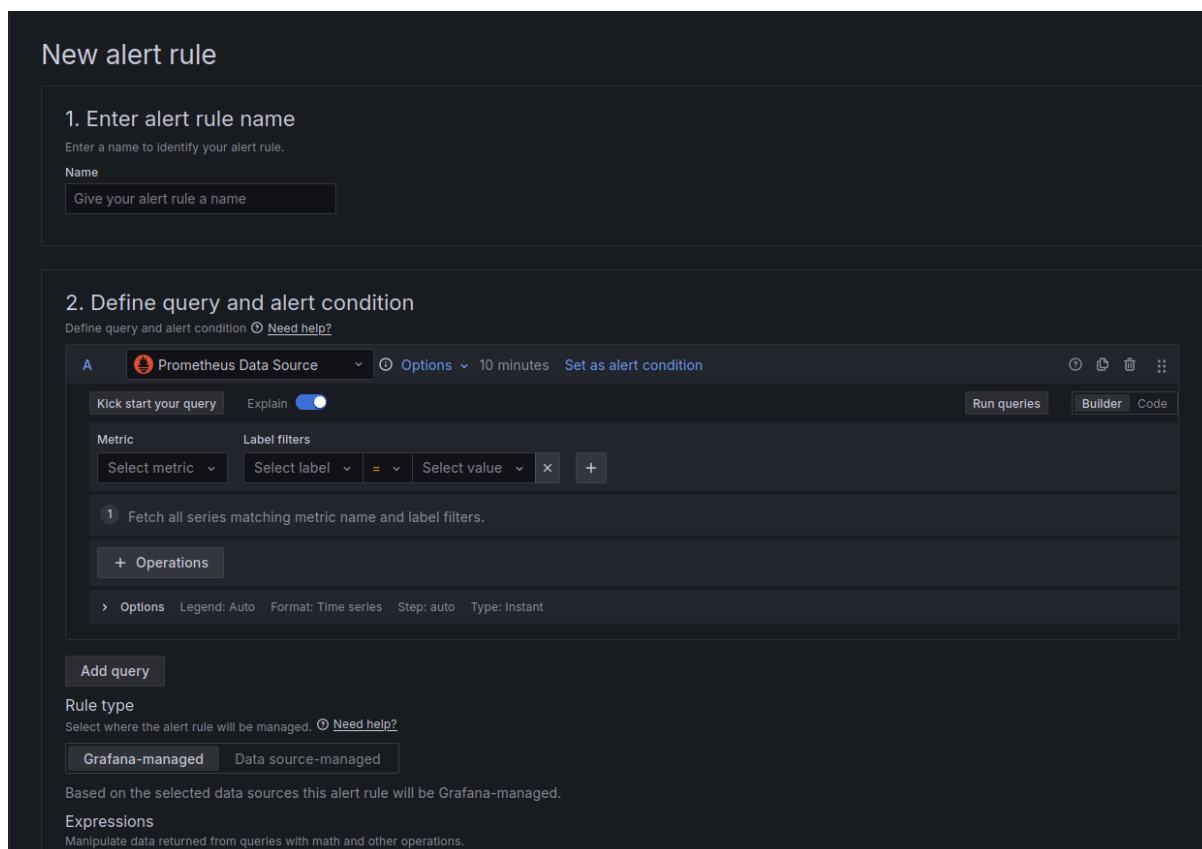 New alert rule
1. Enter alert rule name
Enter a name to identify your alert rule.
Name
Give your alert rule a name
2. Define query and alert condition
Define query and alert condition Need help?
A Prometheus Data Source Options 10 minutes Set as alert condition
Kick start your query Explain Run queries Builder Code
Metric Label filters
Select metric Select label = Select value
1 Fetch all series matching metric name and label filters.
+ Operations
Options Legend: Auto Format: Time series Step: auto Type: Instant
Add query
Rule type
Select where the alert rule will be managed. Need help?
Grafana-managed Data source-managed
Based on the selected data sources this alert rule will be Grafana-managed.
Expressions
Manipulate data returned from queries with math and other operations.